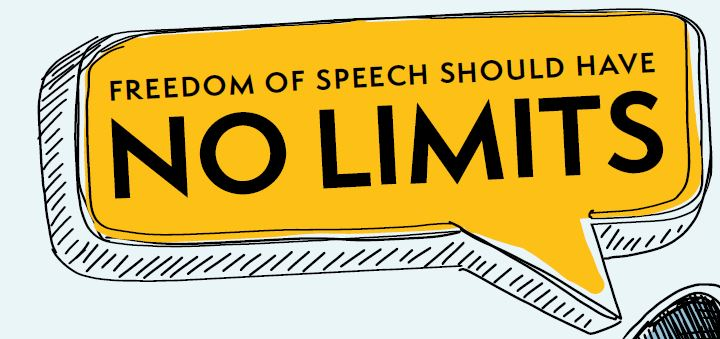 FREEDOM OF SPEECH SHOULD HAVE
NO LIMITS